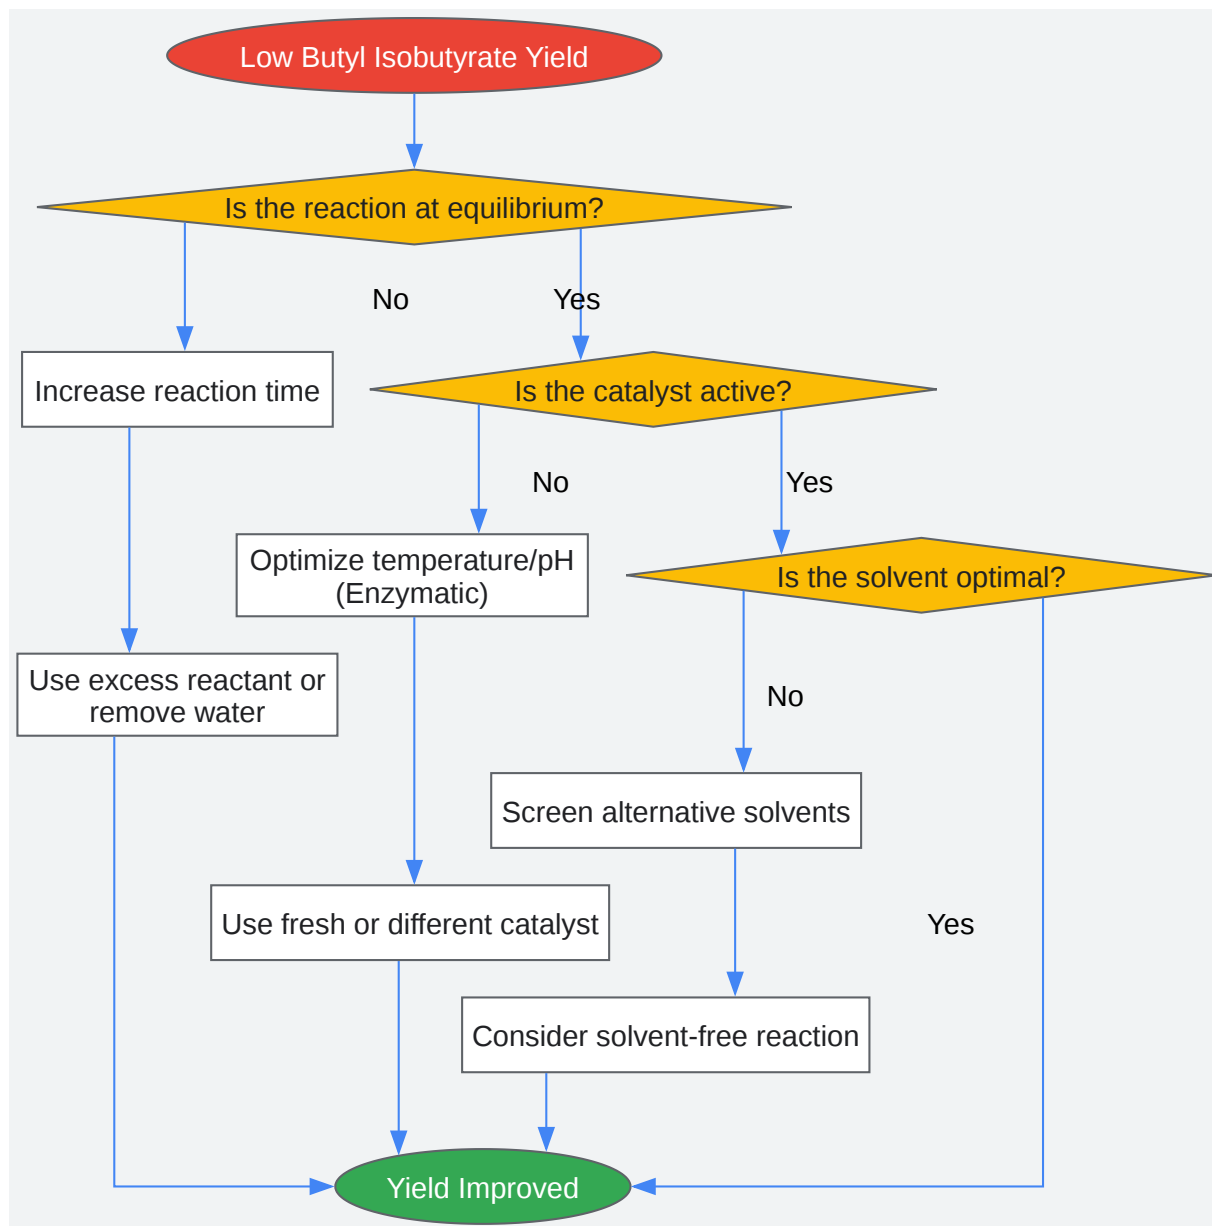 Low Butyl Isobutyrate Yield
Is the reaction at equilibrium?
No
Yes
Increase reaction time
Is the catalyst active?
No
Yes
Optimize temperature/pH
(Enzymatic)
Is the solvent optimal?
Use excess reactant or
remove water
No
Screen alternative solvents
Use fresh or different catalyst
Yes
Consider solvent-free reaction
Yield Improved